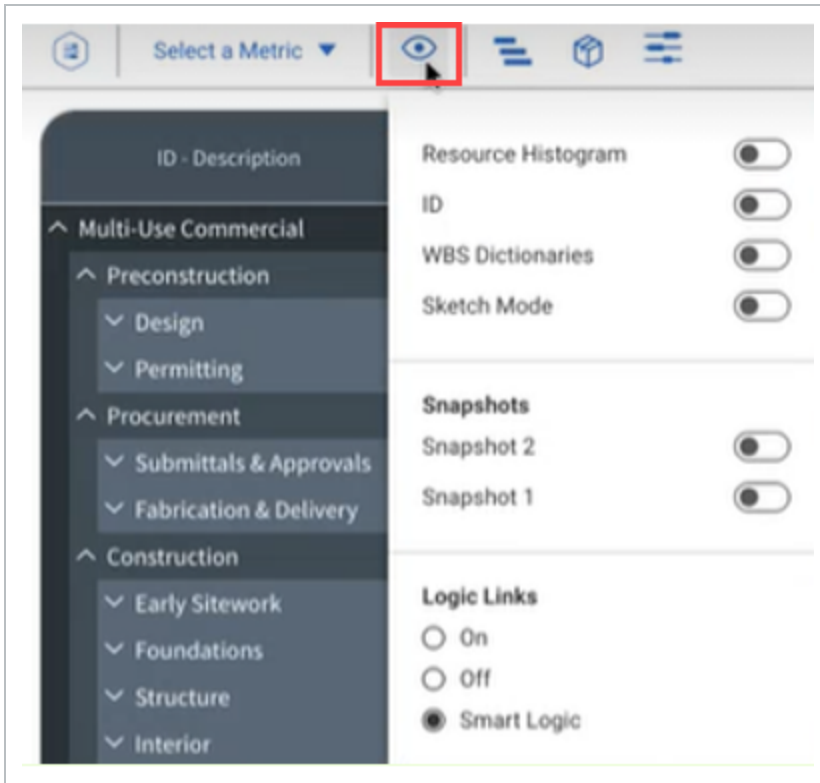 Select a Metric
ID - Description
Multi-Use Commercial
Preconstruction
Design
Permitting
Procurement
Submittals & Approvals
Fabrication & Delivery
Construction
Early Sitework
Foundations
Structure
Interior
Resource Histogram
ID
WBS Dictionaries
Sketch Mode
Snapshots
Snapshot 2
Snapshot 1
Logic Links
On
Off
Smart Logic